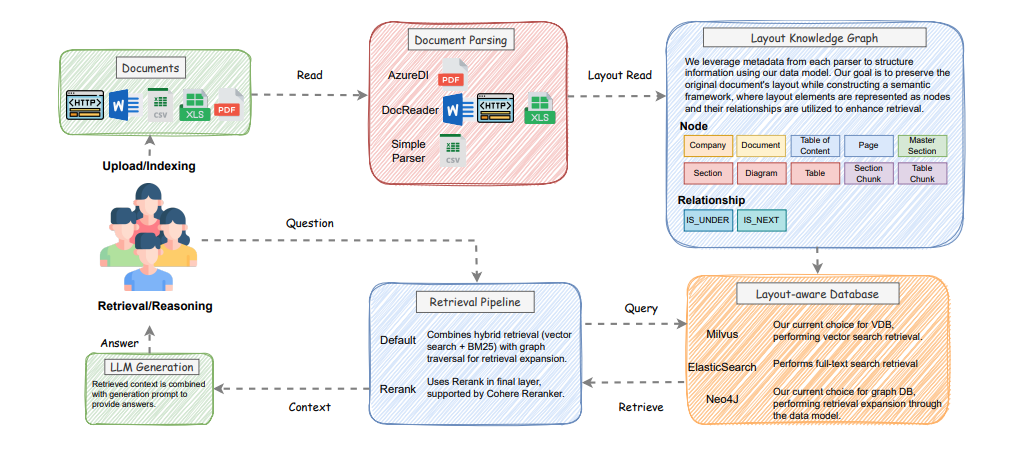 Documents
<HTTP>
W
CSV
XLS
PDF
Read
Document Parsing
AzureDI
PDF
DocReader
W
<HTTP>
XLS
Simple
Parser
CSV
Layout Read
Layout Knowledge Graph
We leverage metadata from each parser to structure
information using our data model. Our goal is to preserve the
original document's layout while constructing a semantic
framework, where layout elements are represented as nodes
and their relationships are utilized to enhance retrieval.
Node
Company
Document
Table of
Content
Page
Master
Section
Section
Diagram
Table
Section
Chunk
Table
Chunk
Relationship
IS_UNDER
IS_NEXT
Upload/Indexing
Question
Retrieval/Reasoning
Answer
LLM Generation
Retrieved context is combined
with generation prompt to
provide answers.
Context
Retrieval Pipeline
Default
Combines hybrid retrieval (vector
search + BM25) with graph
traversal for retrieval expansion.
Rerank
Uses Rerank in final layer,
supported by Cohere Reranker.
Query
Retrieve
Layout-aware Database
Milvus
Our current choice for VDB,
performing vector search retrieval.
ElasticSearch
Performs full-text search retrieval
Neo4J
Our current choice for graph DB,
performing retrieval expansion through
the data model.